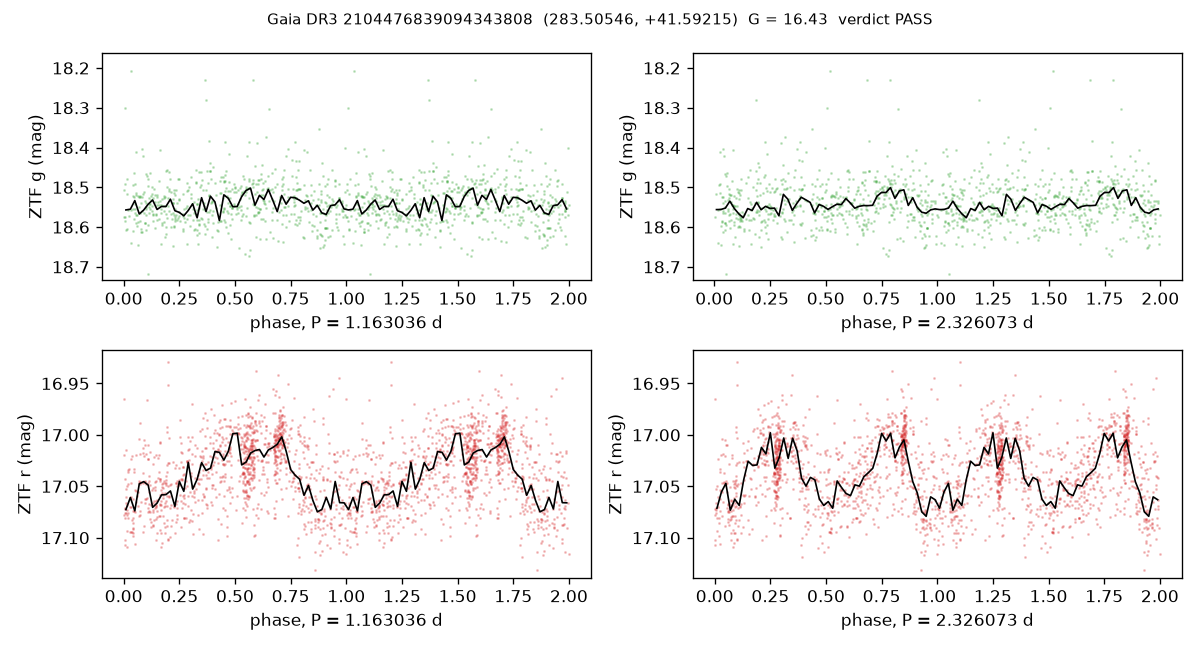 Gaia DR3 2104476839094343808 (283.50546, +41.59215) G = 16.43 verdict PASS
ZTF g (mag)
18.2
18.3
18.4
18.5
18.6
18.7
0.00 0.25 0.50 0.75 1.00 1.25 1.50 1.75 2.00
phase, P = 1.163036 d
ZTF g (mag)
18.2
18.3
18.4
18.5
18.6
18.7
0.00 0.25 0.50 0.75 1.00 1.25 1.50 1.75 2.00
phase, P = 2.326073 d
ZTF r (mag)
16.95
17.00
17.05
17.10
0.00 0.25 0.50 0.75 1.00 1.25 1.50 1.75 2.00
phase, P = 1.163036 d
ZTF r (mag)
16.95
17.00
17.05
17.10
0.00 0.25 0.50 0.75 1.00 1.25 1.50 1.75 2.00
phase, P = 2.326073 d